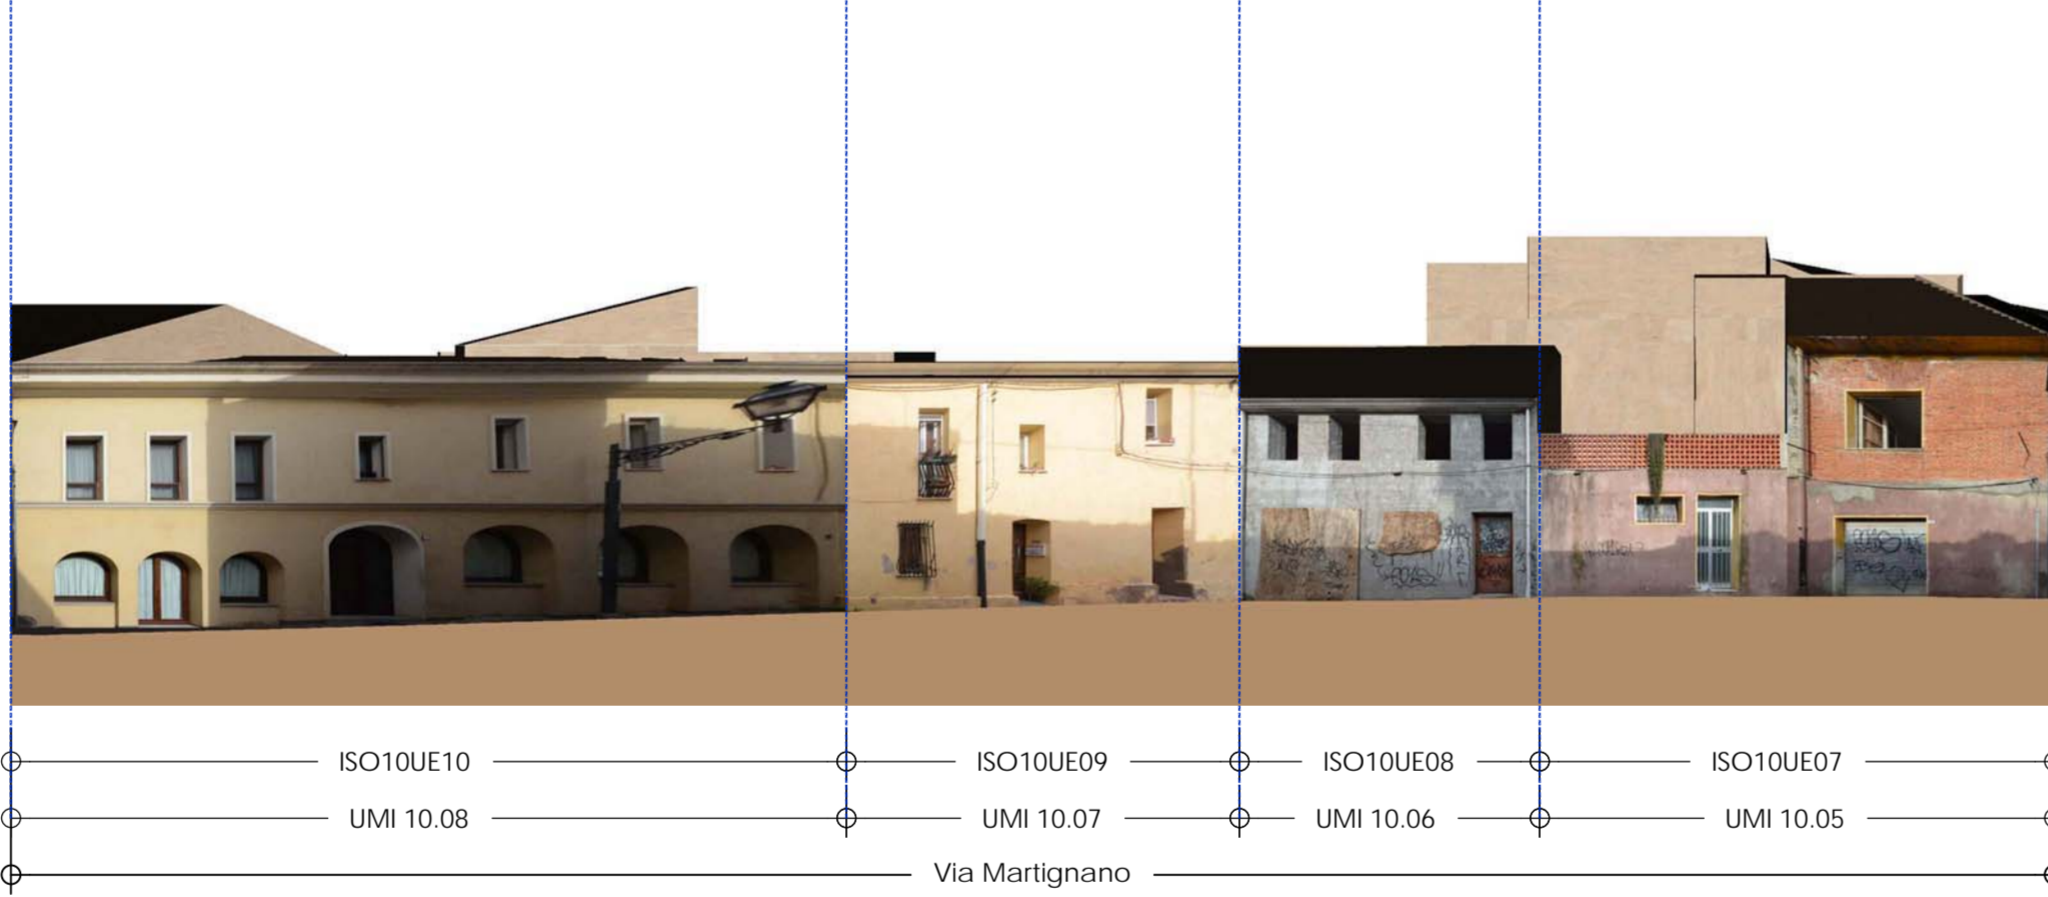 ISO10UE10 ISO10UE09 ISO10UE08 ISO10UE07
UMI 10.08 UMI 10.07 UMI 10.06 UMI 10.05
Via Martignano